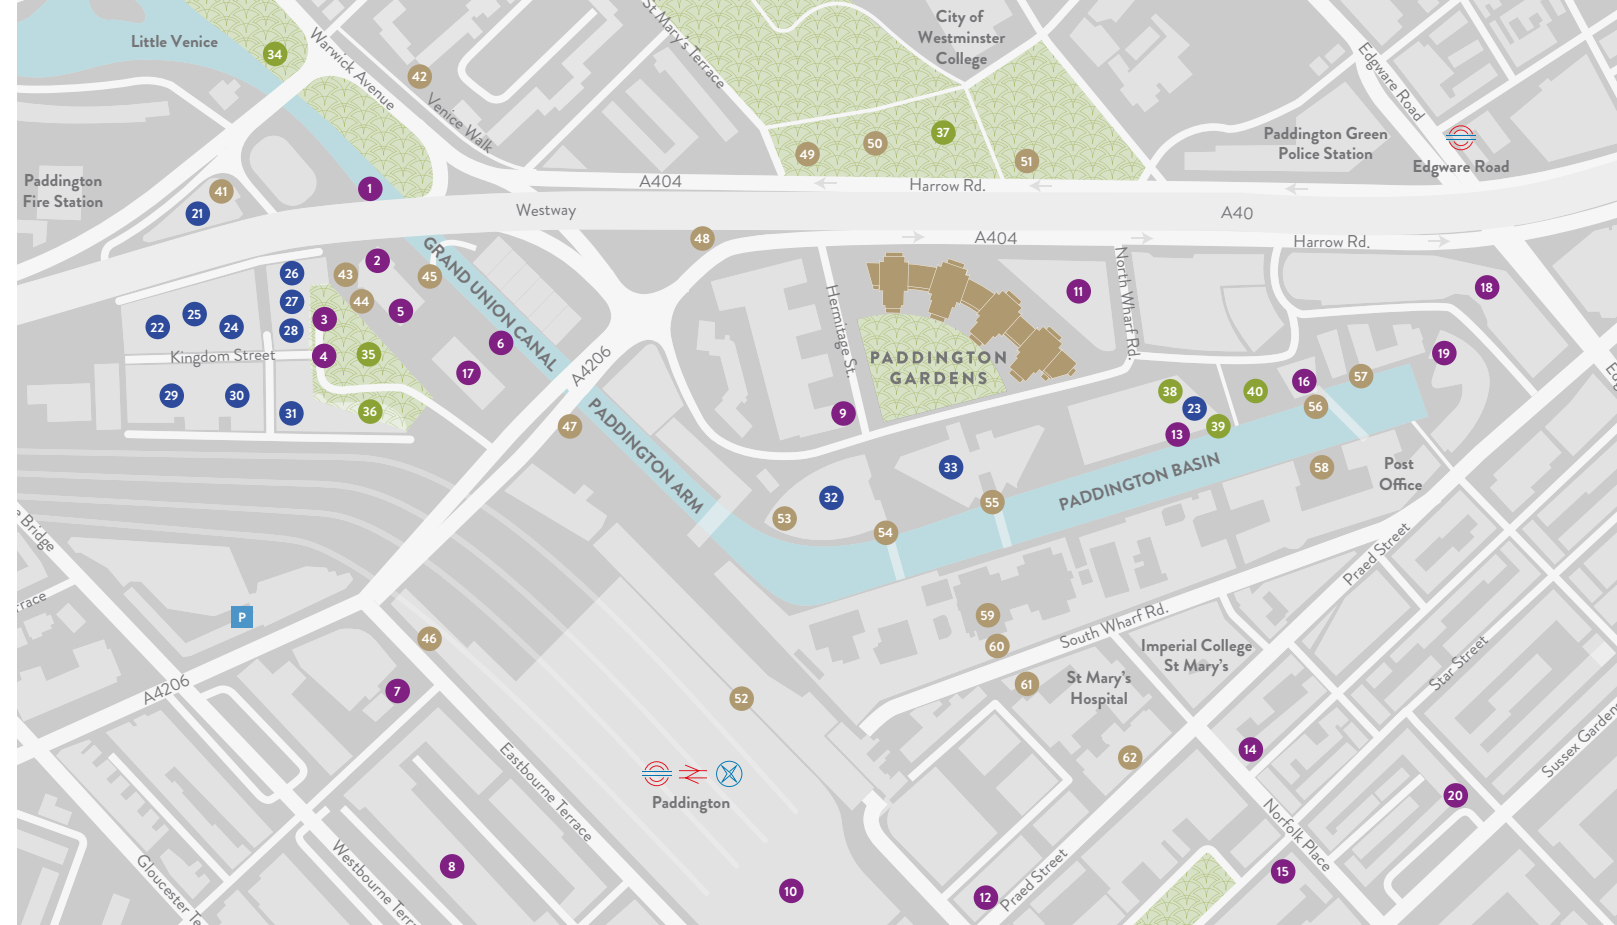 City of
Westminster
College
Little Venice
34
Warwick Avenue
St Mary's Terrace
42
Venice Walk
Edgware Road
37
50
49
51
Paddington Green
Police Station
Edgware Road
Paddington
Fire Station
41
21
1
A404
Harrow Rd.
Westway
A40
48
A404
Harrow Rd.
GRAND UNION CANAL
2
26
43
45
27
44
25
22
24
28
3
5
Kingdom Street
4
35
6
17
29
30
31
36
A4206
47
PADDINGTON ARM
Hermitage St.
PADDINGTON
GARDENS
11
North Wharf Rd.
18
19
9
38
23
40
16
57
56
13
39
33
32
53
54
55
PADDINGTON BASIN
58
Post
Office
Bridge
P
46
A4206
7
52
59
60
61
South Wharf Rd.
Praed Street
Imperial College
St Mary's
St Mary's
Hospital
Star Street
62
14
Sussex Gardens
20
Norfolk Place
15
Paddington
Eastbourne Terrace
8
Westbourne Terr
Gloucester Te
10
12
Praed Street